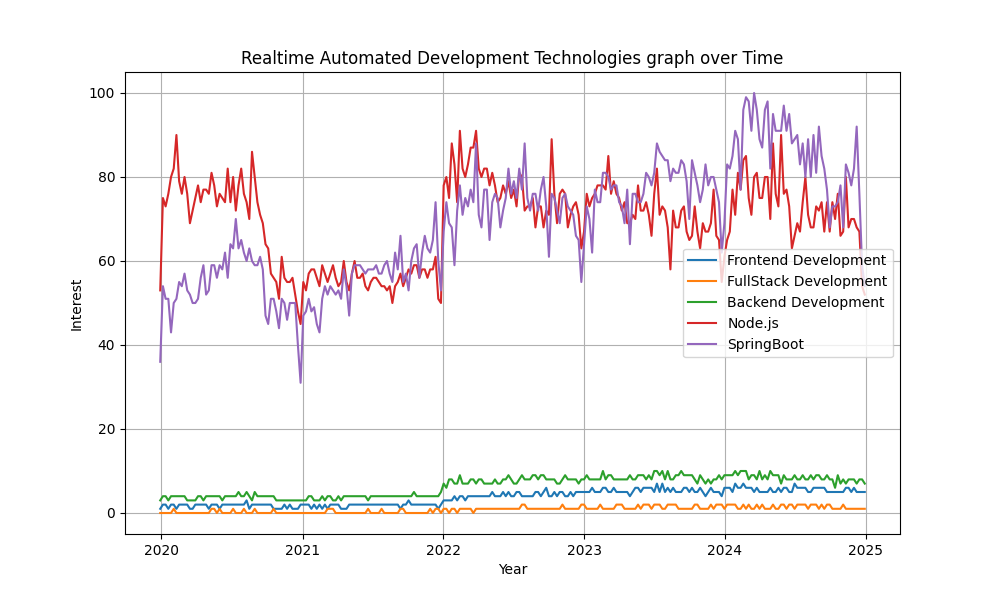 Realtime Automated Development Technologies graph over Time
Interest
100
80
60
40
20
0
Frontend Development
FullStack Development
Backend Development
Node.js
SpringBoot
2020
2021
2022
2023
2024
2025
Year